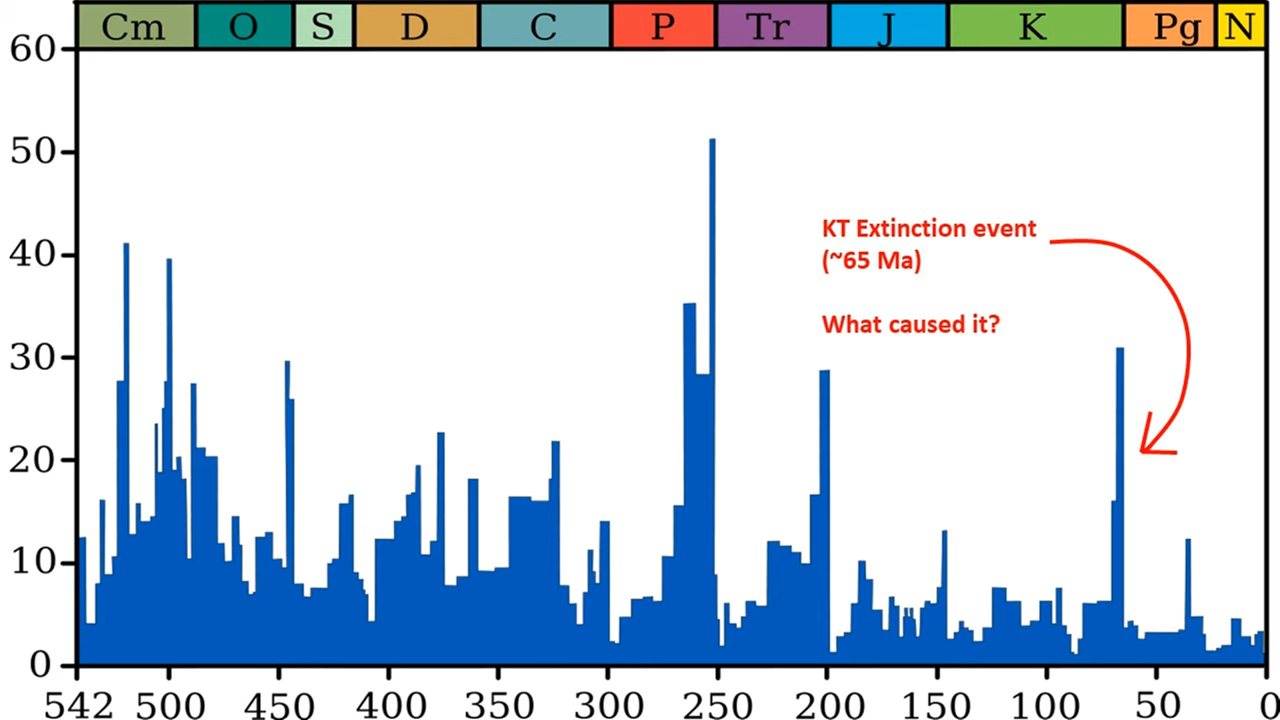 Cm O S D C P Tr J K Pg N
60
50
40
30
20
10
0
KT Extinction event
(~65 Ma)
What caused it?
542 500 450 400 350 300 250 200 150 100 50 0